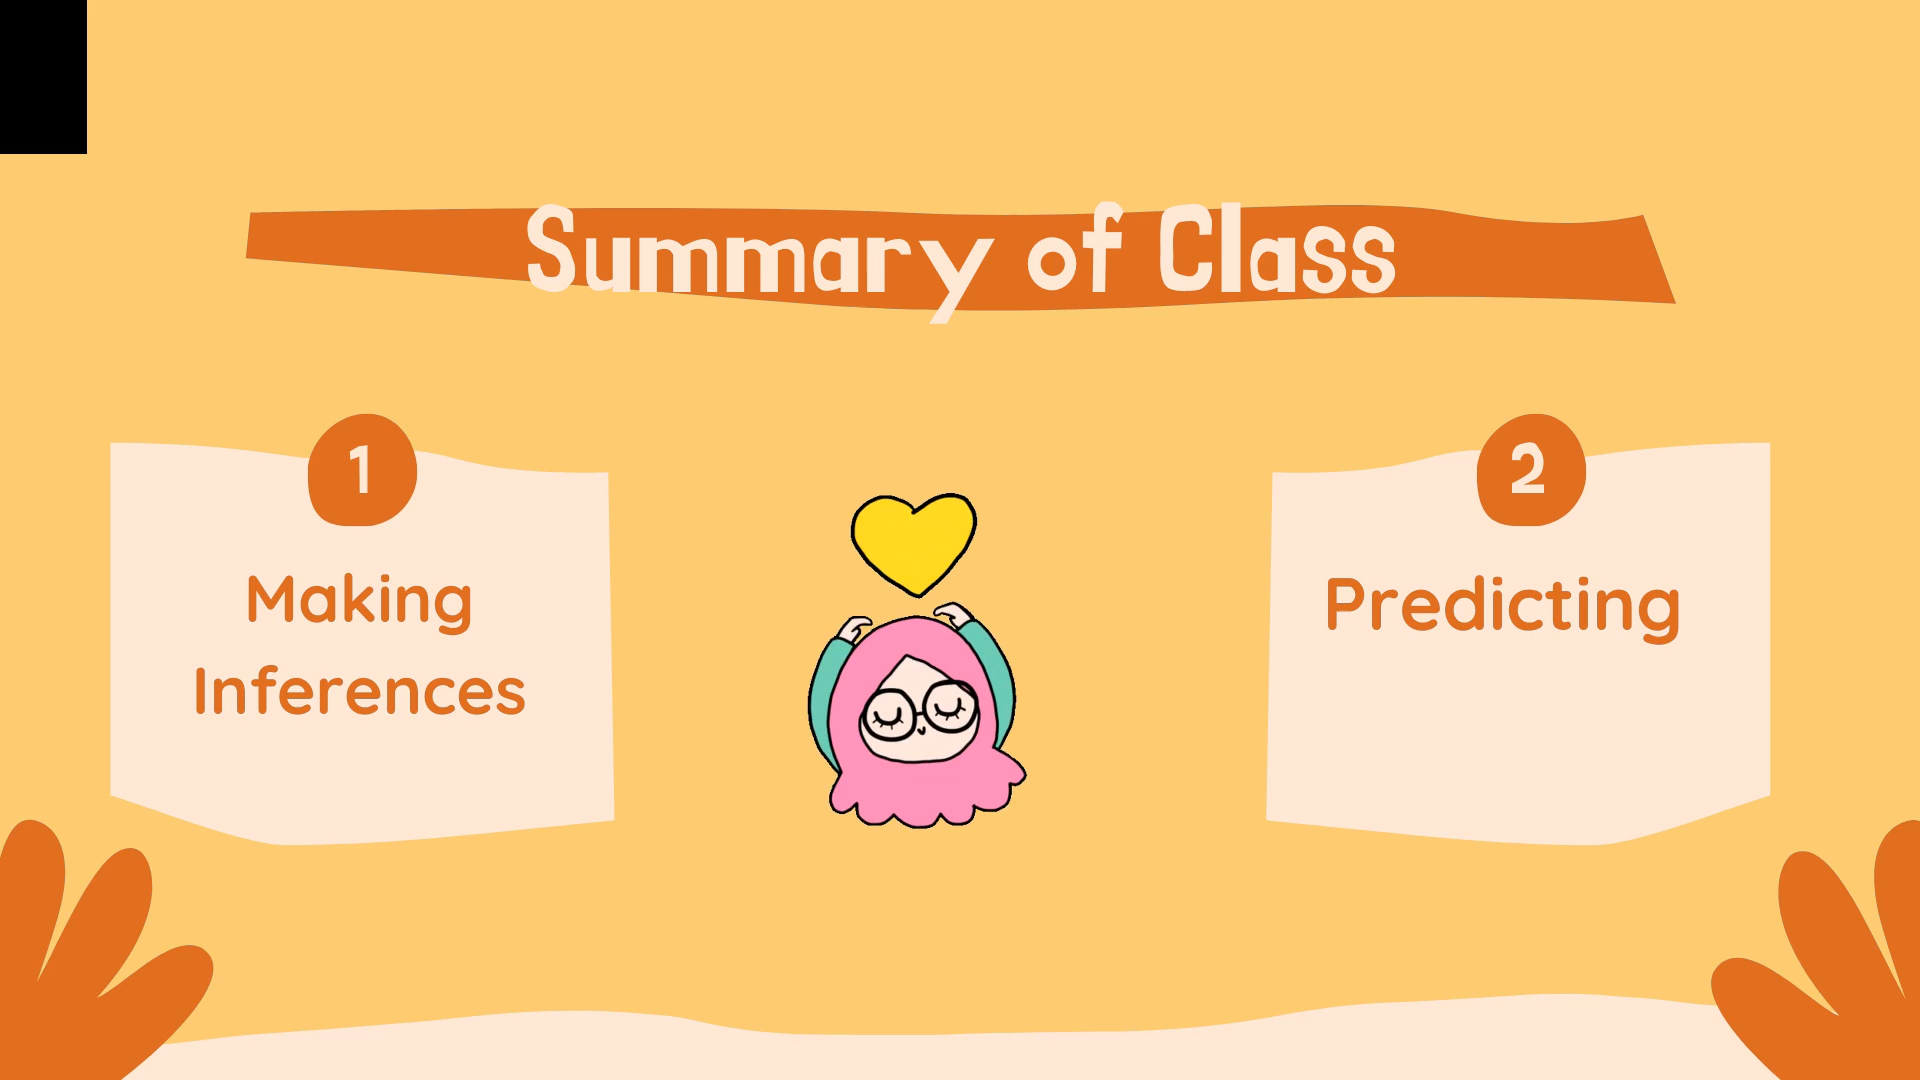 Summary of Class
1
Making
Inferences
2
Predicting